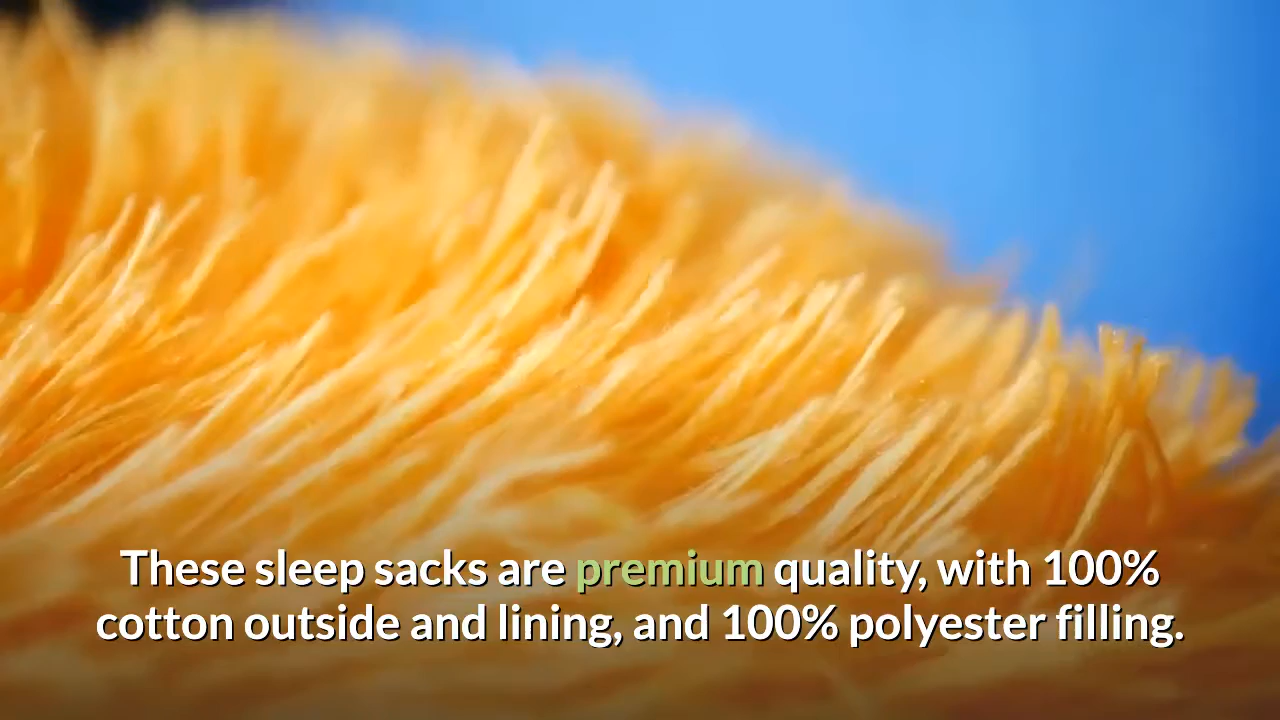 These sleep sacks are premium quality, with 100%
cotton outside and lining, and 100% polyester filling.